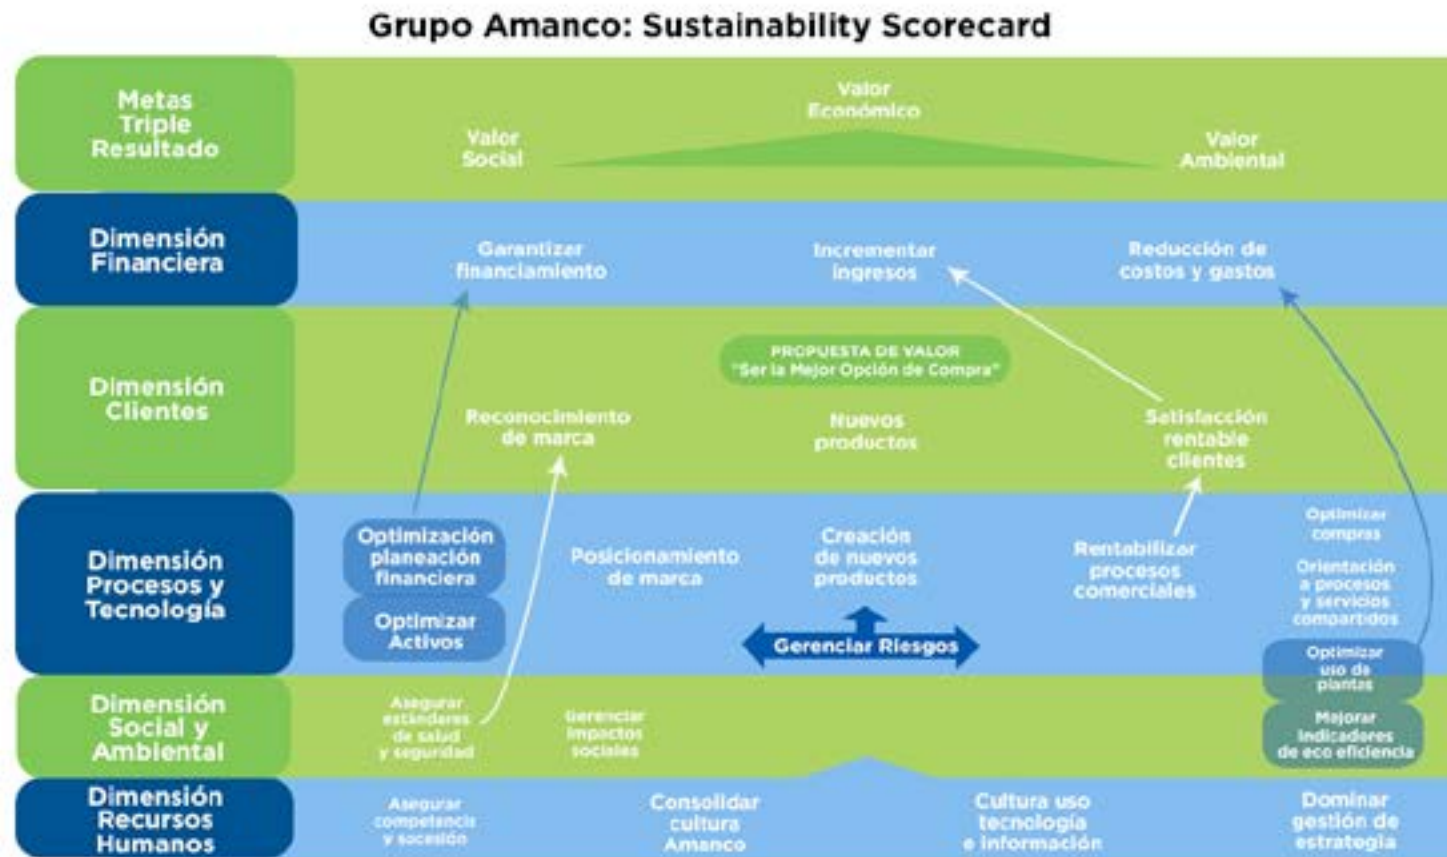 Grupo Amanco: Sustainability Scorecard
Metas
Triple
Resultado
Valor
Social
Valor
Económico
Valor
Ambiental
Dimensión
Financiera
Garantizar
financiamiento
Incrementar
ingresos
Reducción de
costos y gastos
Dimensión
Clientes
PROPUESTA DE VALOR
"Ser la Mejor Opción de Compra"
Reconocimiento
de marca
Nuevos
productos
Satisfacción
rentable
clientes
Dimensión
Procesos y
Tecnología
Optimización
planeación
financiera
Optimizar
Activos
Posicionamiento
de marca
Creación
de nuevos
productos
Gerenciar Riesgos
Rentabilizar
procesos
comerciales
Optimizar
compras
Orientación
a procesos
y servicios
compartidos
Optimizar
uso de
plantas
Dimensión
Social y
Ambiental
Asegurar
estándares
de salud
y seguridad
Gerenciar
impactos
sociales
Mejorar
indicadores
de eco eficiencia
Dimensión
Recursos
Humanos
Asegurar
competencis
y sucesión
Consolidar
cultura
Amanco
Cultura uso
tecnología
e información
Dominar
gestión de
estrategia